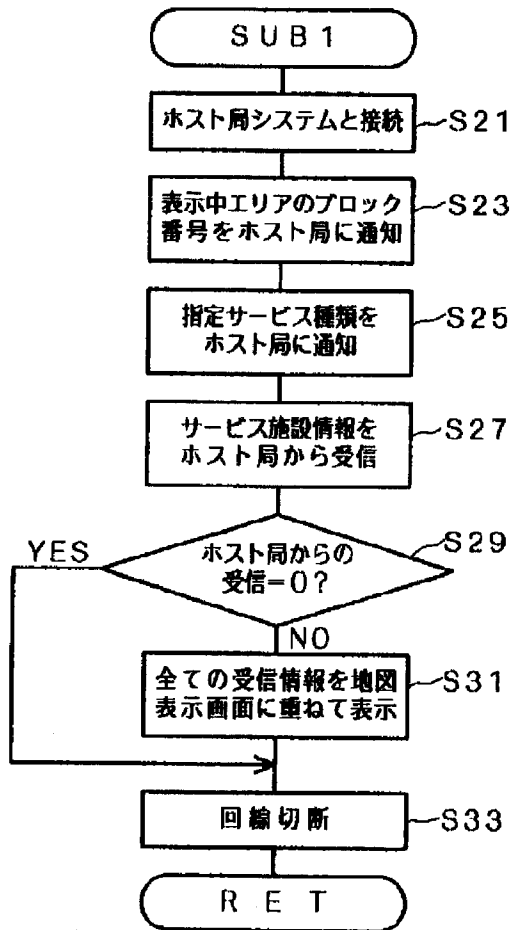 SUB1
ホスト局システムと接続
S21
表示中エリアのブロック
番号をホスト局に通知
S23
指定サービス種類を
ホスト局に通知
S25
サービス施設情報を
ホスト局から受信
S27
ホスト局からの
受信=0?
S29
YES
NO
全ての受信情報を地図
表示画面に重ねて表示
S31
回線切断
S33
RET